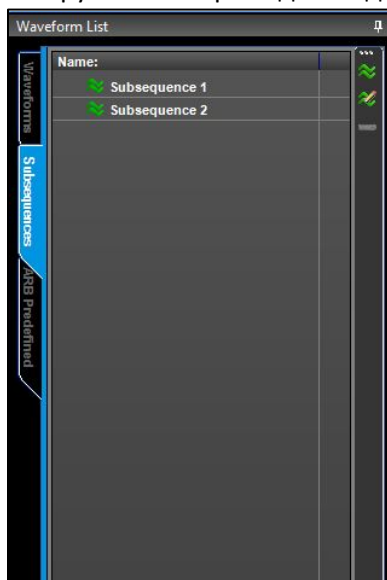 Waveform List
Waveforms
Subsequences
ARB Predefined
Name:
Subsequence 1
Subsequence 2